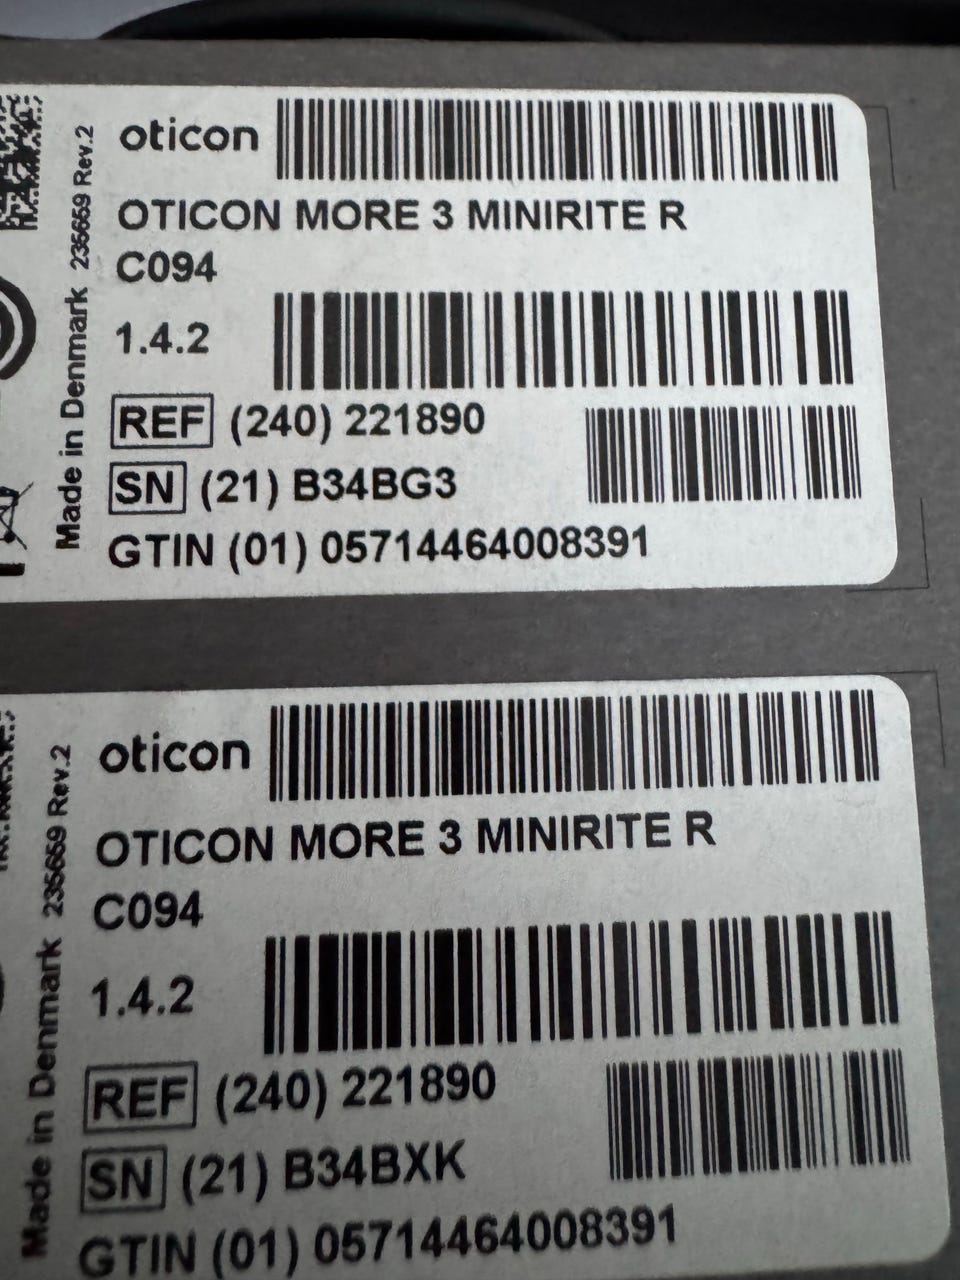 oticon
OTICON MORE 3 MINIRITE R
C094
1.4.2
REF (240) 221890
SN (21) B34BG3
GTIN (01) 05714464008391
Made in Denmark 235659 Rev.2
oticon
OTICON MORE 3 MINIRITE R
C094
1.4.2
REF (240) 221890
SN (21) B34BXK
GTIN (01) 05714464008391
Made in Denmark 235659 Rev.2